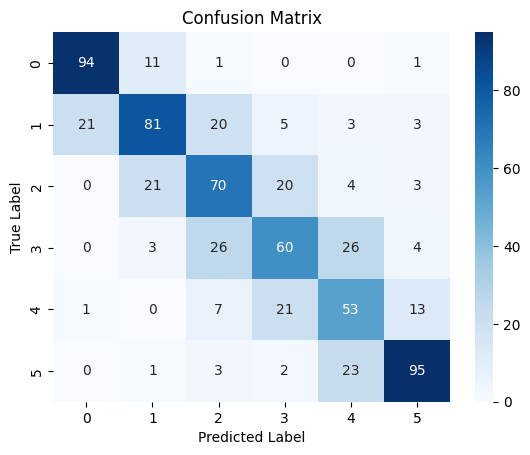 Confusion Matrix
True Label
0 94 11 1 0 0 1
1 21 81 20 5 3 3
2 0 21 70 20 4 3
3 0 3 26 60 26 4
4 1 0 7 21 53 13
5 0 1 3 2 23 95
0 1 2 3 4 5
Predicted Label
80
60
40
20
0